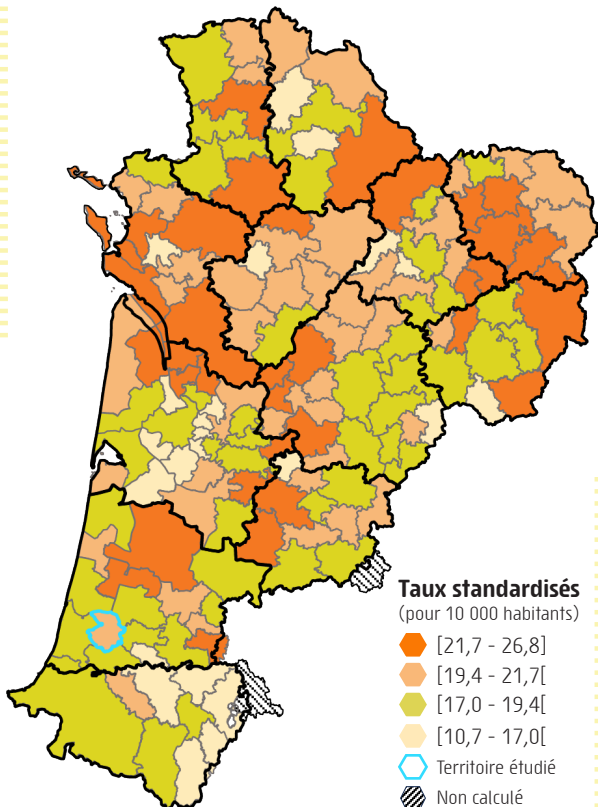 Taux standardisés
(pour 10 000 habitants)
[21,7 - 26,8]
[19,4 - 21,7[
[17,0 - 19,4[
[10,7 - 17,0[
Territoire étudié
Non calculé